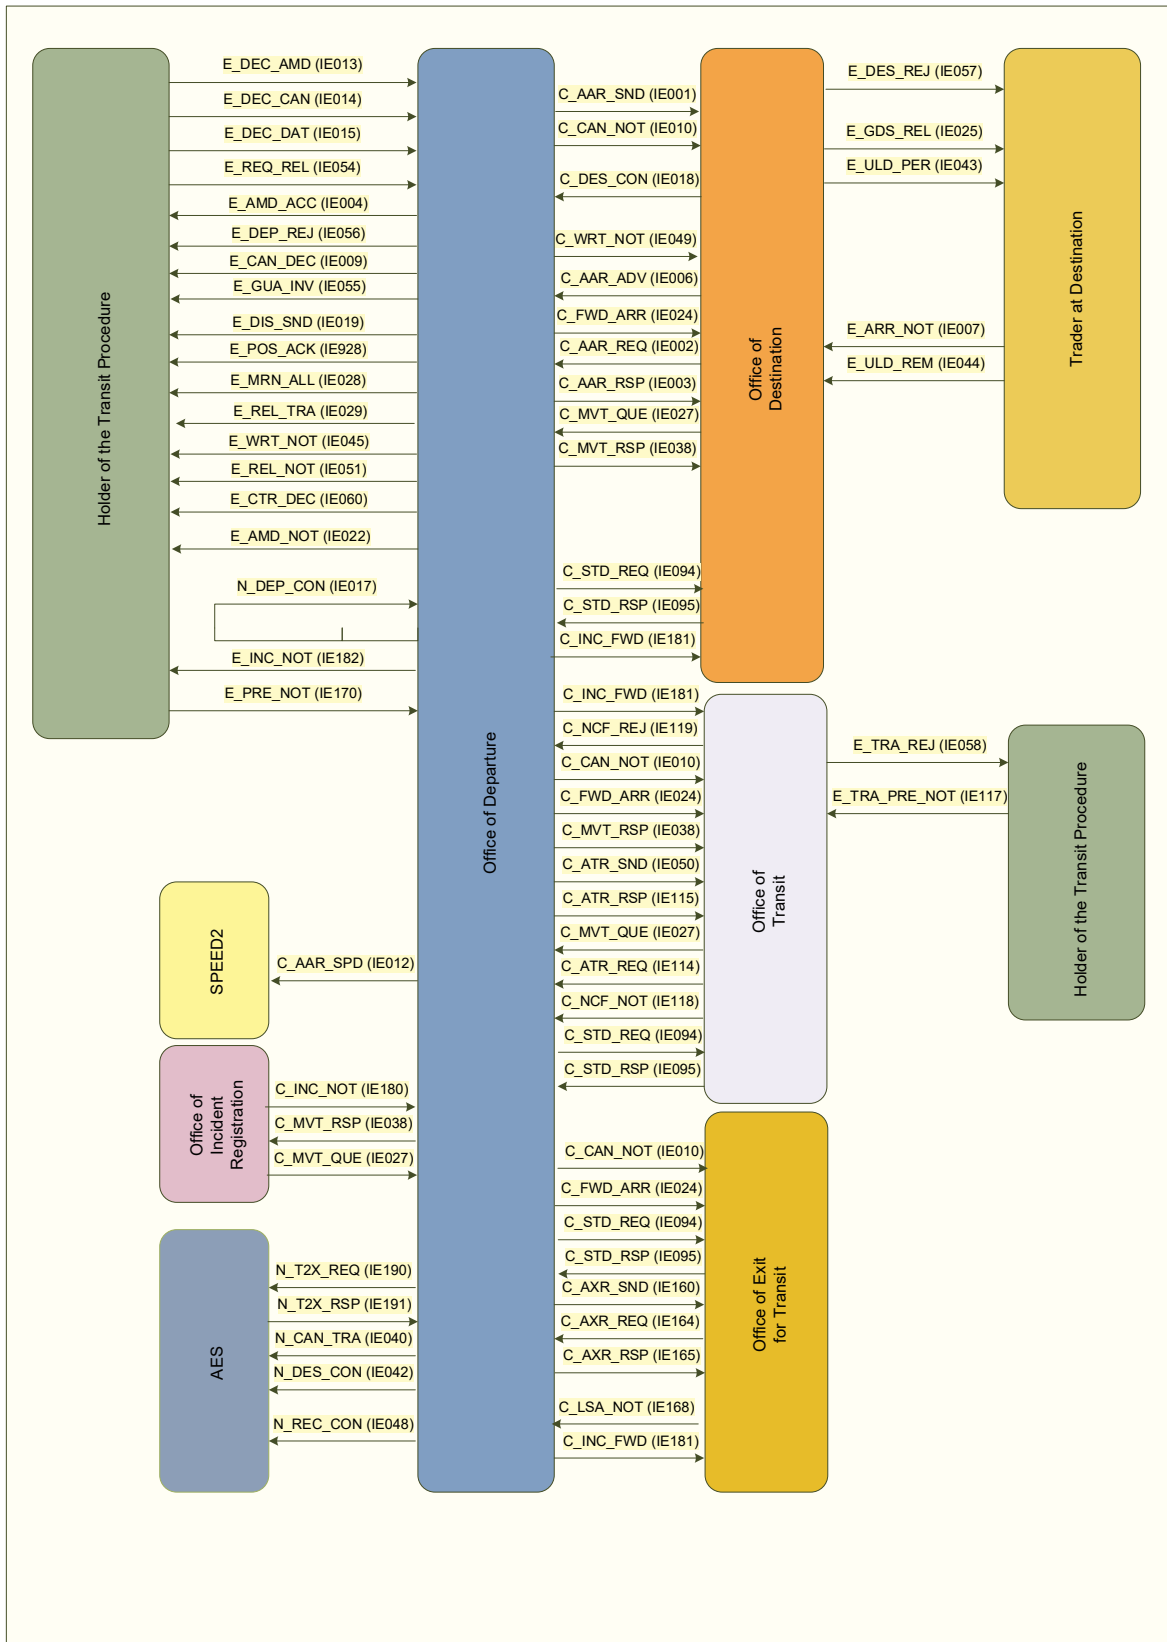 Holder of the Transit Procedure
E_DEC_AMD (IE013)
E_DEC_CAN (IE014)
E_DEC_DAT (IE015)
E_REQ_REL (IE054)
E_AMD_ACC (IE004)
E_DEP_REJ (IE056)
E_CAN_DEC (IE009)
E_GUA_INV (IE055)
E_DIS_SND (IE019)
E_POS_ACK (IE928)
E_MRN_ALL (IE028)
E_REL_TRA (IE029)
E_WRT_NOT (IE045)
E_REL_NOT (IE051)
E_CTR_DEC (IE060)
E_AMD_NOT (IE022)
N_DEP_CON (IE017)
E_INC_NOT (IE182)
E_PRE_NOT (IE170)
SPEED2
C_AAR_SPD (IE012)
Office of
Incident
Registration
C_INC_NOT (IE180)
C_MVT_RSP (IE038)
C_MVT_QUE (IE027)
AES
N_T2X_REQ (IE190)
N_T2X_RSP (IE191)
N_CAN_TRA (IE040)
N_DES_CON (IE042)
N_REC_CON (IE048)
Office of Departure
C_AAR_SND (IE001)
C_CAN_NOT (IE010)
C_DES_CON (IE018)
C_WRT_NOT (IE049)
C_AAR_ADV (IE006)
C_FWD_ARR (IE024)
C_AAR_REQ (IE002)
C_AAR_RSP (IE003)
C_MVT_QUE (IE027)
C_MVT_RSP (IE038)
C_STD_REQ (IE094)
C_STD_RSP (IE095)
C_INC_FWD (IE181)
Office of
Destination
E_DES_REJ (IE057)
E_GDS_REL (IE025)
E_ULD_PER (IE043)
E_ARR_NOT (IE007)
E_ULD_REM (IE044)
Trader at Destination
C_INC_FWD (IE181)
C_NCF_REJ (IE119)
C_CAN_NOT (IE010)
C_FWD_ARR (IE024)
C_MVT_RSP (IE038)
C_ATR_SND (IE050)
C_ATR_RSP (IE115)
C_MVT_QUE (IE027)
C_ATR_REQ (IE114)
C_NCF_NOT (IE118)
C_STD_REQ (IE094)
C_STD_RSP (IE095)
Office of
Transit
E_TRA_REJ (IE058)
E_TRA_PRE_NOT (IE117)
Holder of the Transit Procedure
C_CAN_NOT (IE010)
C_FWD_ARR (IE024)
C_STD_REQ (IE094)
C_STD_RSP (IE095)
C_AXR_SND (IE160)
C_AXR_REQ (IE164)
C_AXR_RSP (IE165)
C_LSA_NOT (IE168)
C_INC_FWD (IE181)
Office of Exit
for Transit